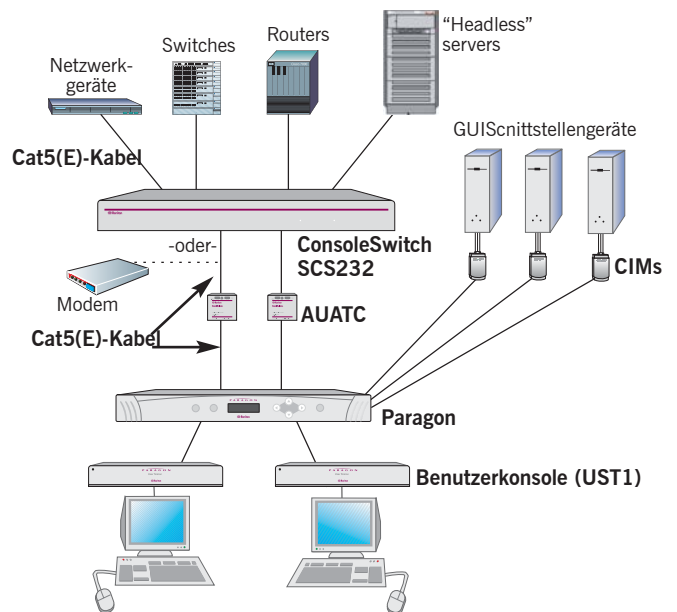 Netzwerk-
geräte
Switches
Routers
“Headless”
servers
GUIScnittstellengeräte
Cat5(E)-Kabel
-oder-
ConsoleSwitch
SCS232
CIMs
Modem
AUATC
Cat5(E)-Kabel
Paragon
Benutzerkonsole (UST1)